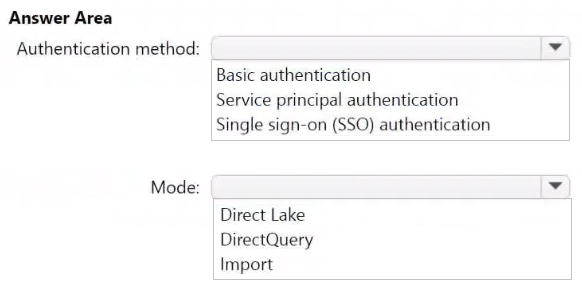 Answer Area
Authentication method:
Basic authentication
Service principal authentication
Single sign-on (SSO) authentication
Mode:
Direct Lake
DirectQuery
Import